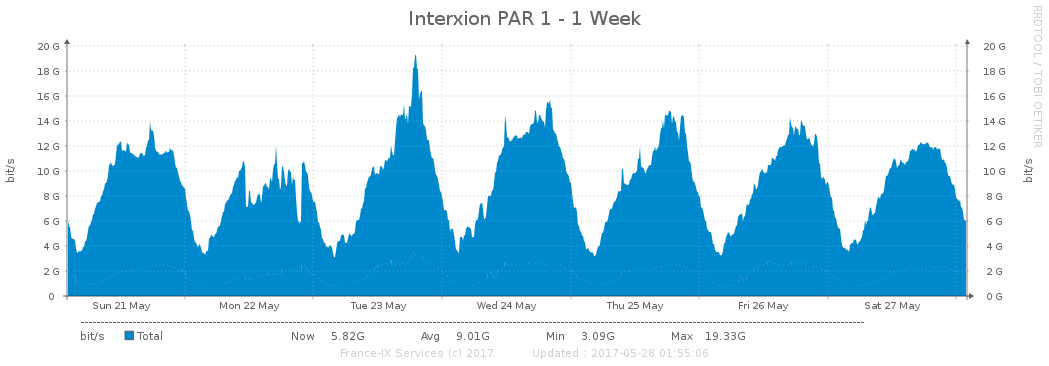 Interxion PAR 1 - 1 Week
RRDTOOL / TOBI OETIKER
20 G 20 G
18 G 18 G
16 G 16 G
14 G 14 G
12 G 12 G
10 G 10 G
8 G 8 G
6 G 6 G
4 G 4 G
2 G 2 G
0 0 G
bit/s
bit/s
Sun 21 May Mon 22 May Tue 23 May Wed 24 May Thu 25 May Fri 26 May Sat 27 May
bit/s Total Now 5.82G Avg 9.01G Min 3.09G Max 19.33G
France-IX Services (c) 2017 Updated : 2017-05-28 01:55:06